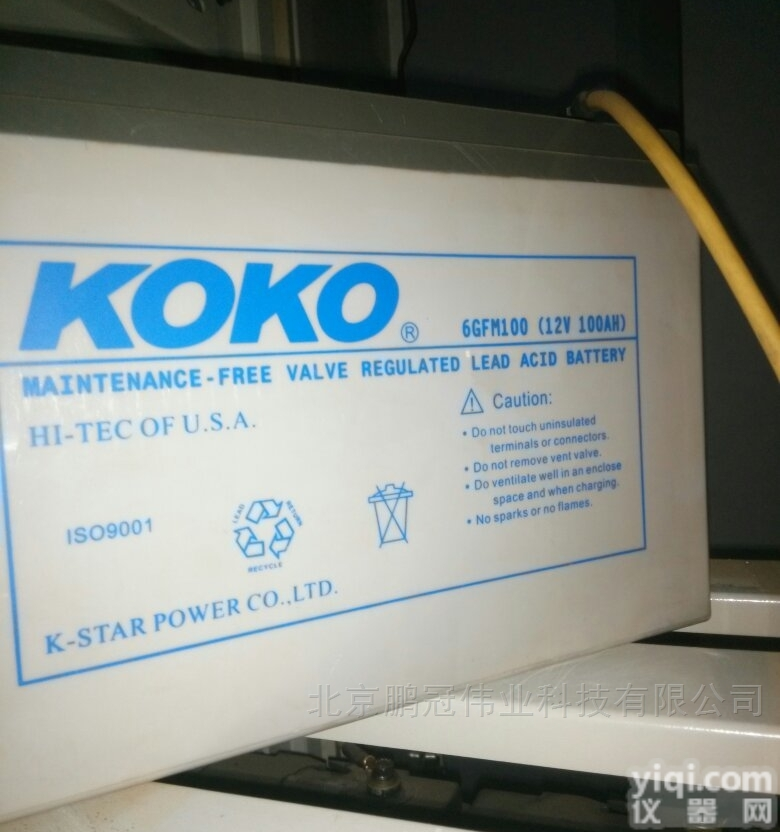 KOKO®
6GFM100 (12V 100AH)
MAINTENANCE-FREE VALVE REGULATED LEAD ACID BATTERY
HI-TEC OF U.S.A.
Caution:
• Do not touch uninsulated
terminals or connectors.
• Do not remove vent valve.
• Do ventilate well in an enclose
space and when charging.
• No sparks or no flames.
ISO9001
LEAD
RETURN
RECYCLE
K-STAR POWER CO.,LTD.
北京鹏冠伟业科技有限公司
yiqi.com
仪器网